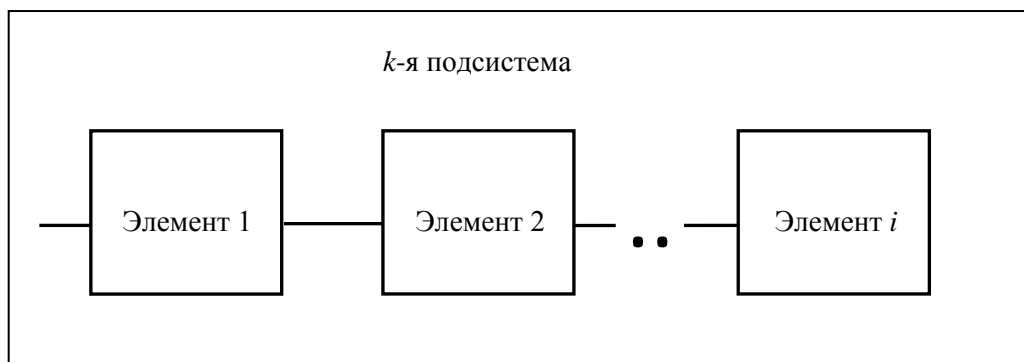 k-я подсистема
Элемент 1
Элемент 2
..
Элемент i